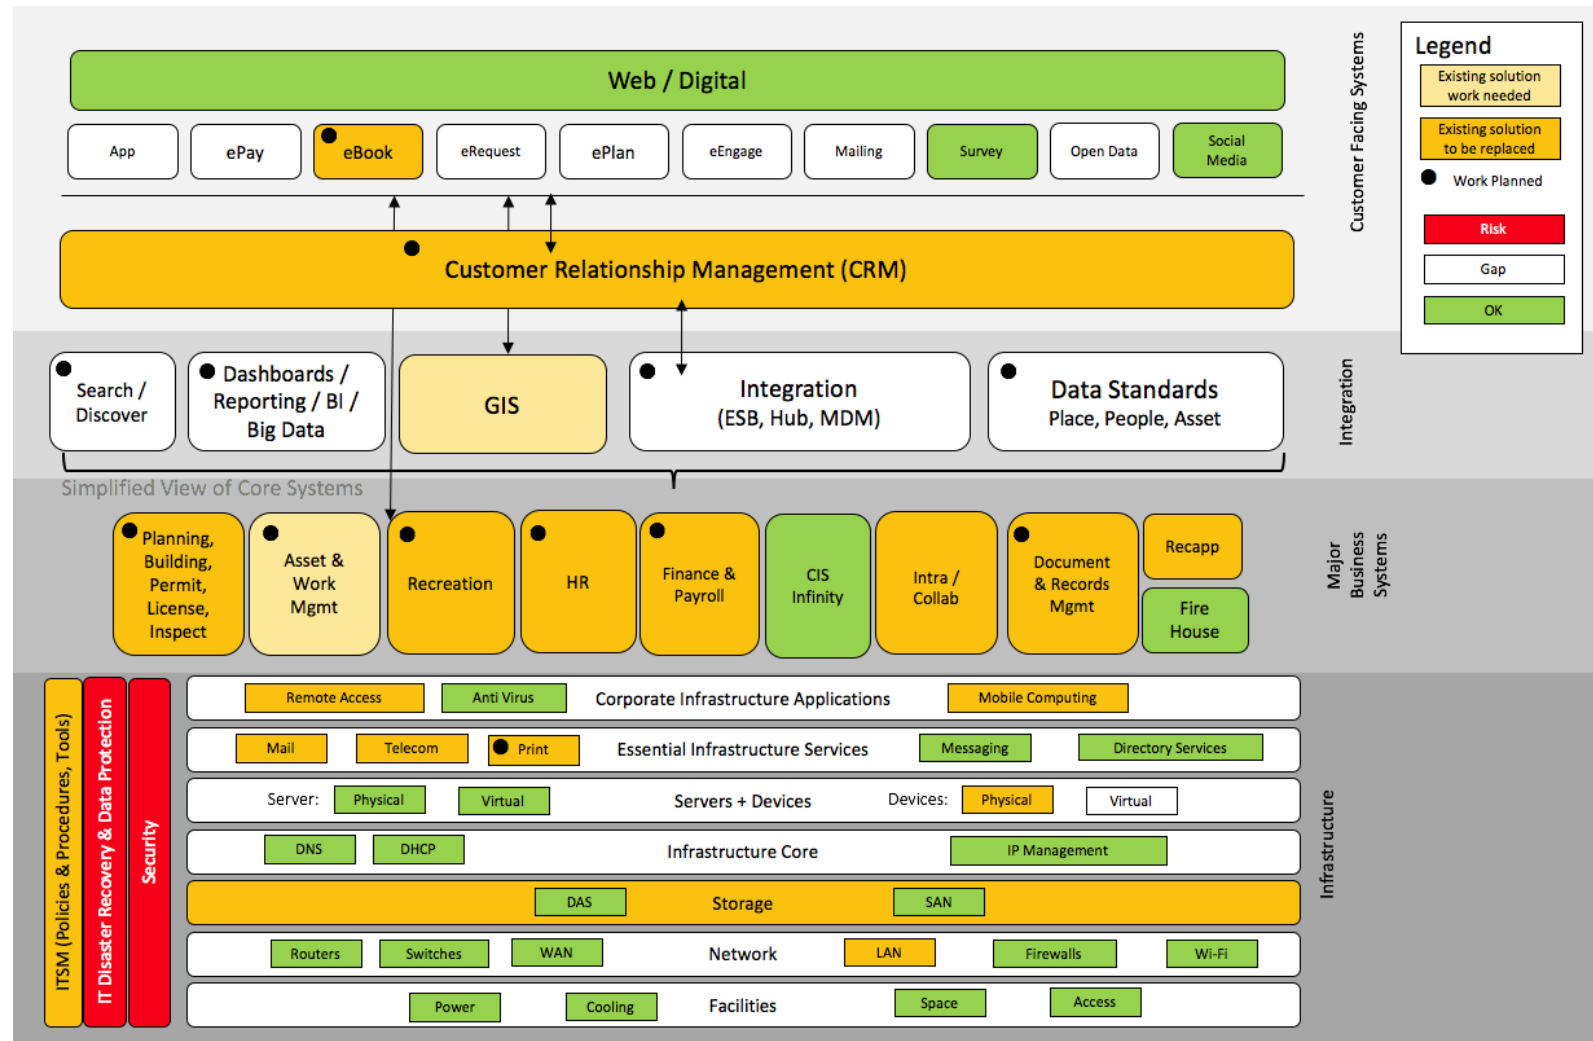 Web / Digital
App
ePay
eBook
eRequest
ePlan
eEngage
Mailing
Survey
Open Data
Social
Media
Customer Facing Systems
Legend
Existing solution
work needed
Existing solution
to be replaced
Work Planned
Risk
Gap
OK
Customer Relationship Management (CRM)
Search /
Discover
Dashboards /
Reporting / BI /
Big Data
GIS
Integration
(ESB, Hub, MDM)
Data Standards
Place, People, Asset
Integration
Simplified View of Core Systems
Planning,
Building,
Permit,
License,
Inspect
Asset &
Work
Mgmt
Recreation
HR
Finance &
Payroll
CIS
Infinity
Intra /
Collab
Document
& Records
Mgmt
Recapp
Fire
House
Major
Business
Systems
ITSM (Policies & Procedures, Tools)
IT Disaster Recovery & Data Protection
Security
Remote Access
Anti Virus
Corporate Infrastructure Applications
Mobile Computing
Mail
Telecom
Print
Essential Infrastructure Services
Messaging
Directory Services
Server:
Physical
Virtual
Servers + Devices
Devices:
Physical
Virtual
DNS
DHCP
Infrastructure Core
IP Management
DAS
Storage
SAN
Routers
Switches
WAN
Network
LAN
Firewalls
Wi-Fi
Power
Cooling
Facilities
Space
Access
Infrastructure